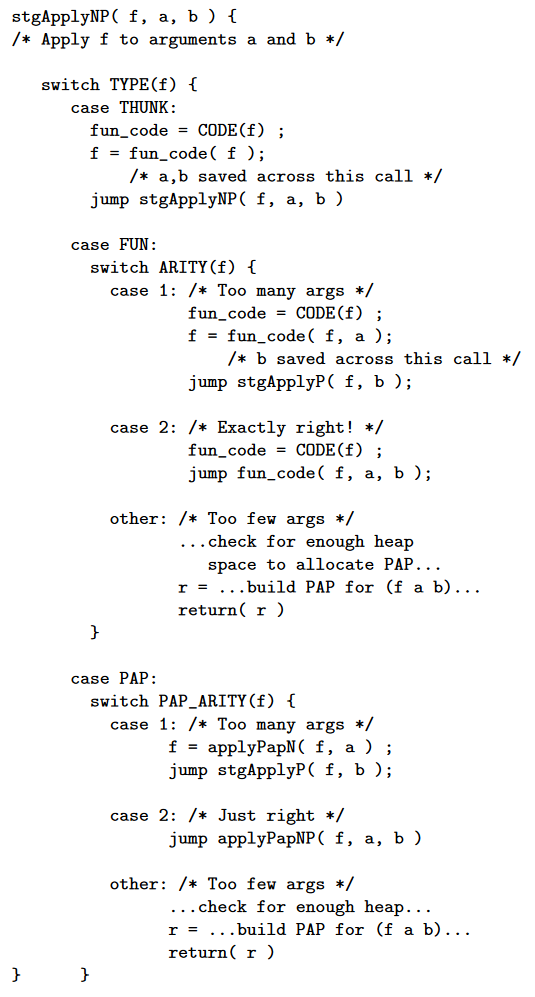 stgApplyNP( f, a, b ) {
/* Apply f to arguments a and b */
switch TYPE(f) {
case THUNK:
fun_code = CODE(f) ;
f = fun_code( f );
/* a,b saved across this call */
jump stgApplyNP( f, a, b )
case FUN:
switch ARITY(f) {
case 1: /* Too many args */
fun_code = CODE(f) ;
f = fun_code( f, a );
/* b saved across this call */
jump stgApplyP( f, b );
case 2: /* Exactly right! */
fun_code = CODE(f) ;
jump fun_code( f, a, b );
other: /* Too few args */
...check for enough heap
space to allocate PAP...
r = ...build PAP for (f a b)...
return( r )
}
case PAP:
switch PAP_ARITY(f) {
case 1: /* Too many args */
f = applyPapN( f, a ) ;
jump stgApplyP( f, b );
case 2: /* Just right */
jump applyPapNP( f, a, b )
other: /* Too few args */
...check for enough heap...
r = ...build PAP for (f a b)...
return( r )
} }